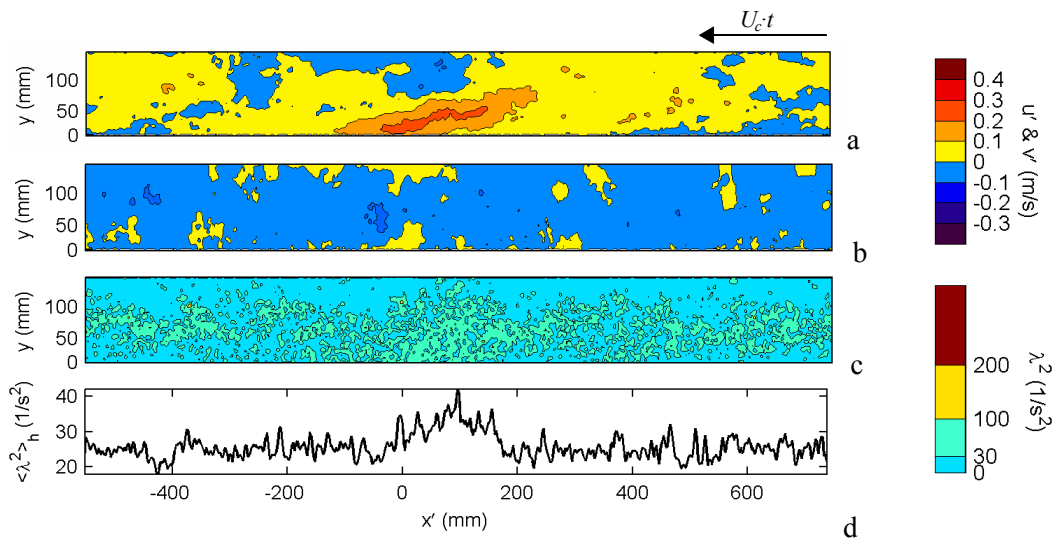 U_c·t
y (mm)
100
50
0
a
0.4
0.3
0.2
0.1
0
-0.1
-0.2
-0.3
u' & v' (m/s)
y (mm)
100
50
0
b
y (mm)
100
50
0
c
200
100
30
0
λ² (1/s²)
<λ²>_h (1/s²)
40
30
20
-400 -200 0 200 400 600
x' (mm)
d